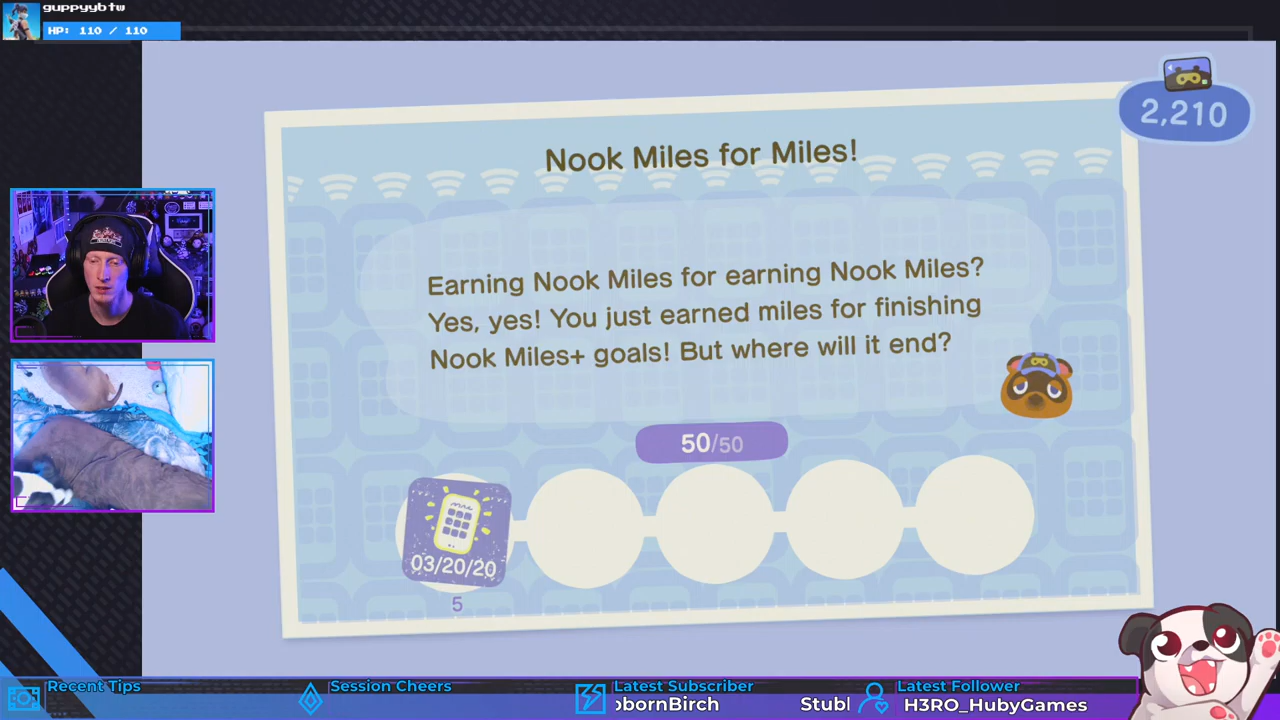 guppyybtw
HP: 110 / 110
2,210
Nook Miles for Miles!
Earning Nook Miles for earning Nook Miles?
Yes, yes! You just earned miles for finishing
Nook Miles+ goals! But where will it end?
50/50
03/20/20
5
Recent Tips
Session Cheers
Latest Subscriber
obornBirch Stubl
Latest Follower
H3RO_HubyGames